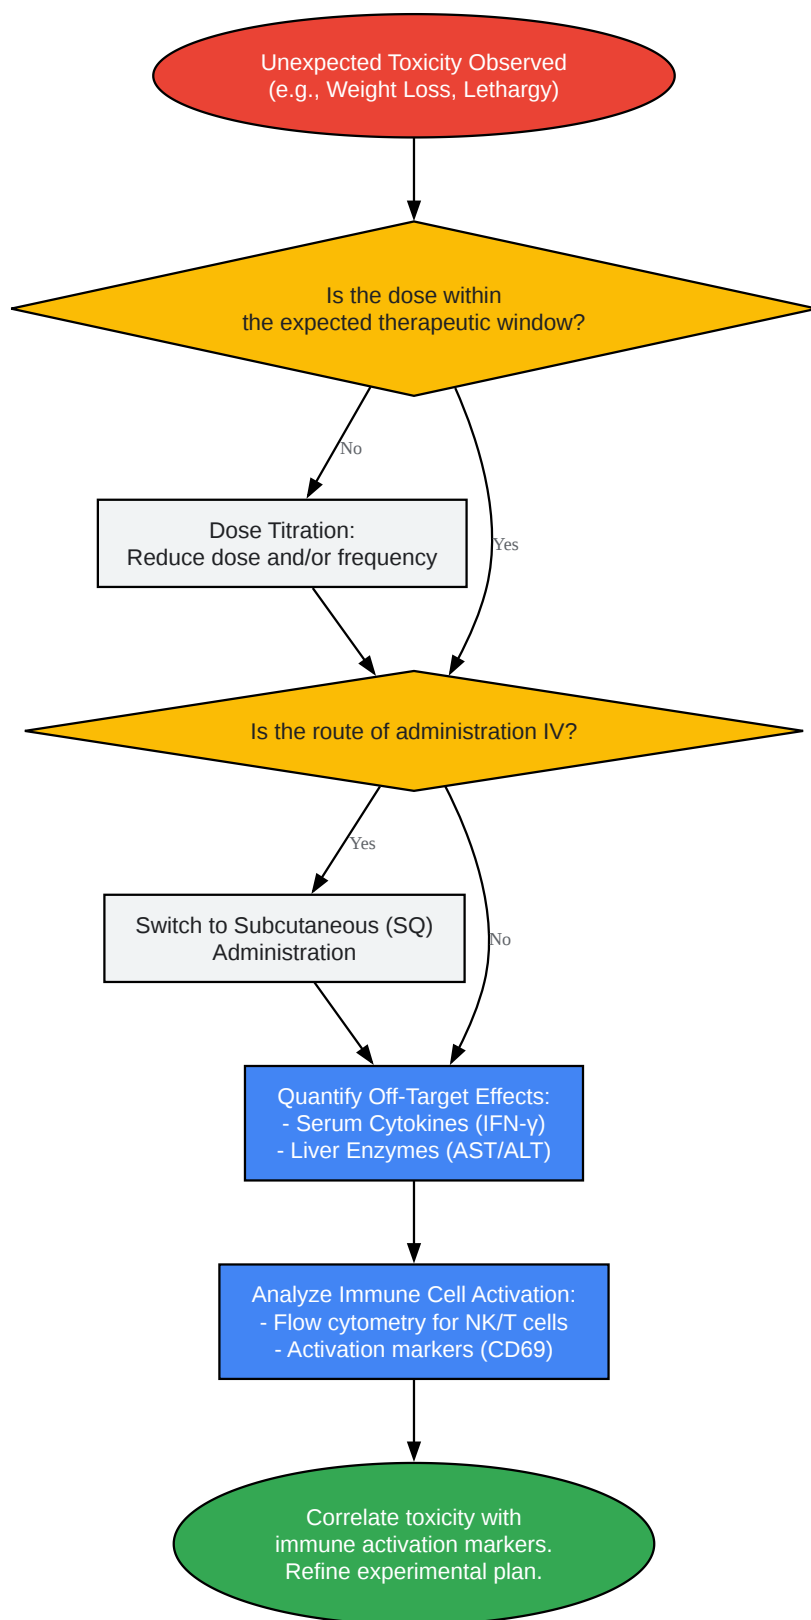 Unexpected Toxicity Observed
(e.g., Weight Loss, Lethargy)
Is the dose within
the expected therapeutic window?
No
Dose Titration:
Reduce dose and/or frequency
Yes
Is the route of administration IV?
Yes
Switch to Subcutaneous (SQ)
Administration
No
Quantify Off-Target Effects:
- Serum Cytokines (IFN-γ)
- Liver Enzymes (AST/ALT)
Analyze Immune Cell Activation:
- Flow cytometry for NK/T cells
- Activation markers (CD69)
Correlate toxicity with
immune activation markers.
Refine experimental plan.